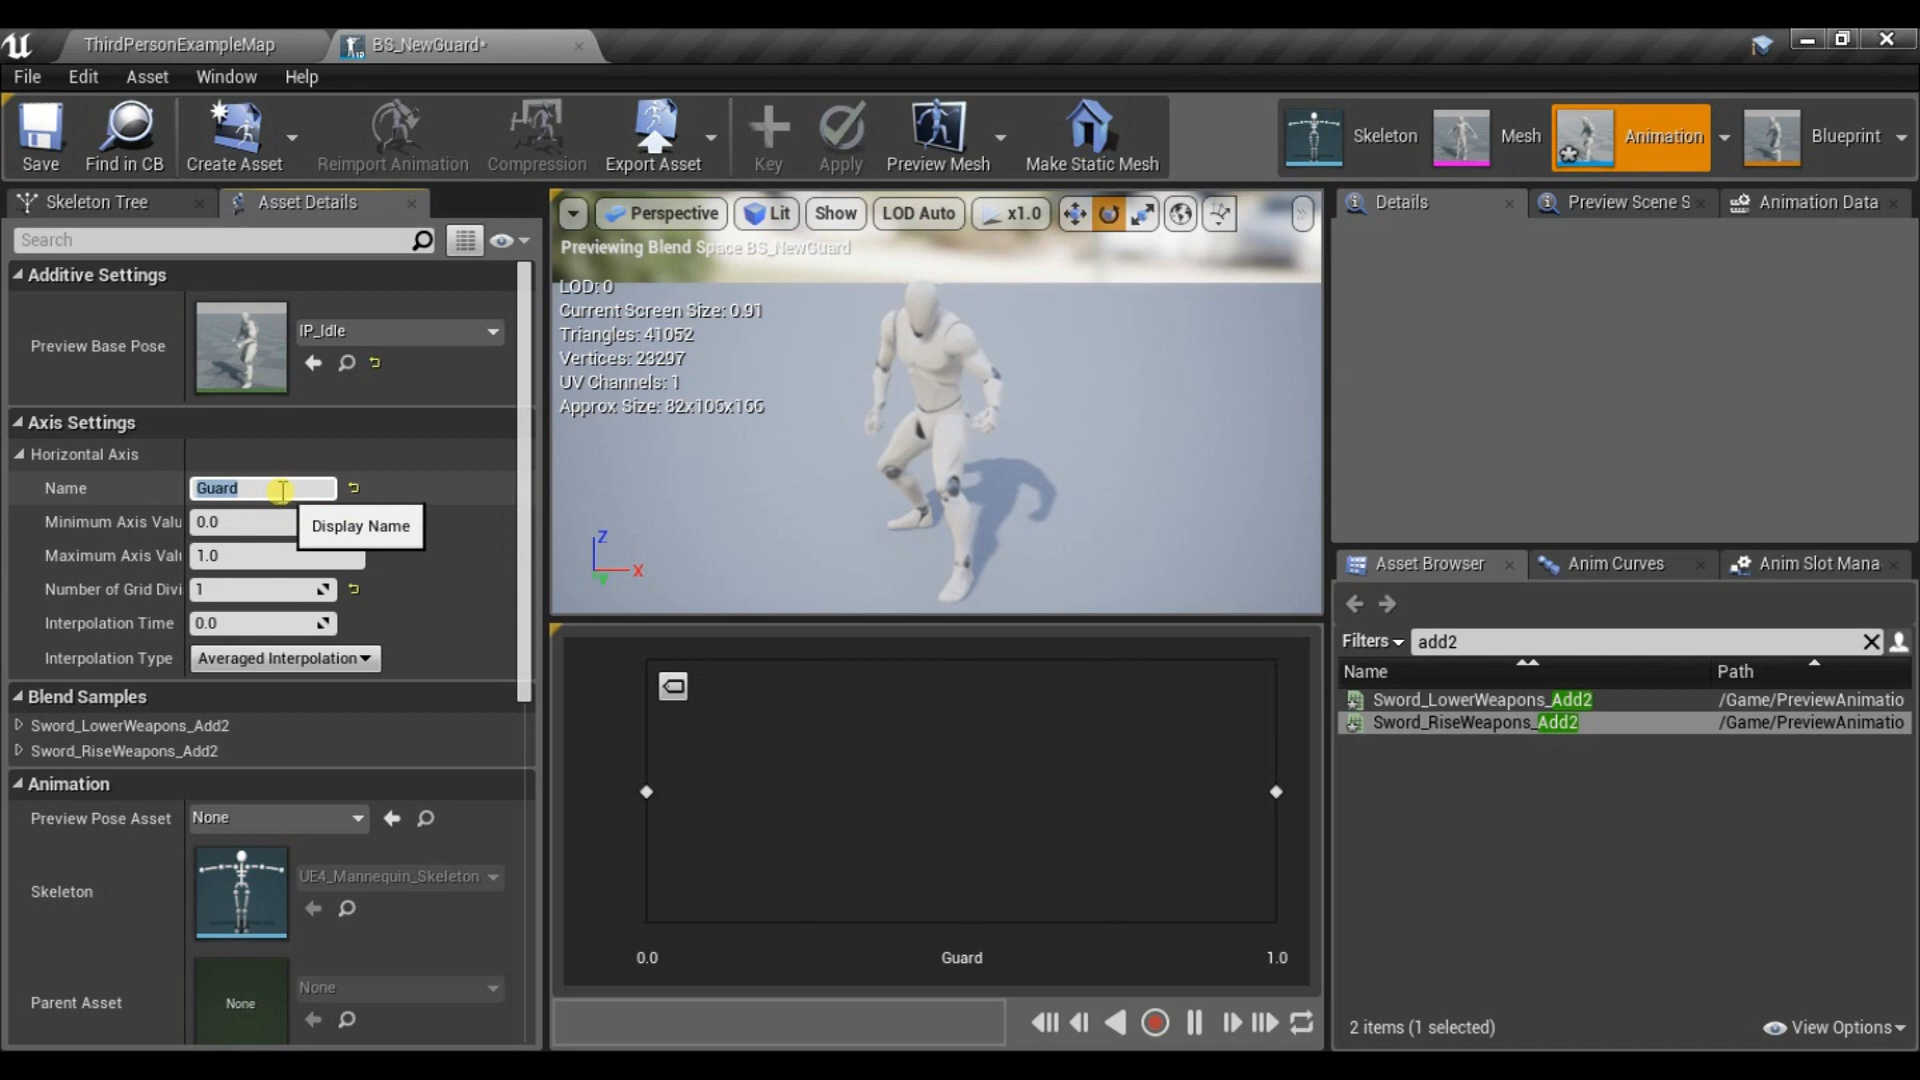 ThirdPersonExampleMap
BS_NewGuard*
File Edit Asset Window Help
Save
Find in CB
Create Asset
Reimport Animation
Compression
Export Asset
Key
Apply
Preview Mesh
Make Static Mesh
Skeleton
Mesh
Animation
Blueprint
Skeleton Tree
Asset Details
Search
Additive Settings
Preview Base Pose
IP_Idle
Axis Settings
Horizontal Axis
Name Guard
Display Name
Minimum Axis Valu 0.0
Maximum Axis Val 1.0
Number of Grid Divi 1
Interpolation Time 0.0
Interpolation Type Averaged Interpolation
Blend Samples
Sword_LowerWeapons_Add2
Sword_RiseWeapons_Add2
Animation
Preview Pose Asset None
Skeleton
UE4_Mannequin_Skeleton
Parent Asset
None
None
Perspective Lit Show LOD Auto x1.0
Previewing Blend Space BS_NewGuard
LOD: 0
Current Screen Size: 0.91
Triangles: 41052
Vertices: 23297
UV Channels: 1
Approx Size: 82x106x166
Z
X
Y
0.0 Guard 1.0
Details
Preview Scene S
Animation Data
Asset Browser
Anim Curves
Anim Slot Mana
Filters add2
Name Path
Sword_LowerWeapons_Add2 /Game/PreviewAnimatio
Sword_RiseWeapons_Add2 /Game/PreviewAnimatio
2 items (1 selected)
View Options